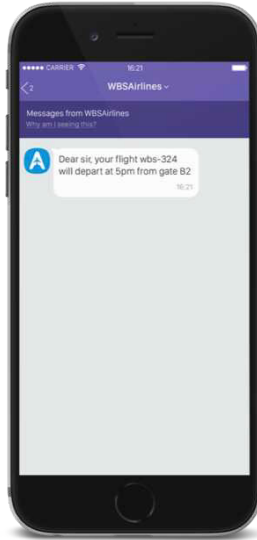 CARRIER 16:21
2 WBSAirlines
Messages from WBSAirlines
Why am I seeing this?
Dear sir, your flight wbs-324
will depart at 5pm from gate B2
16:21